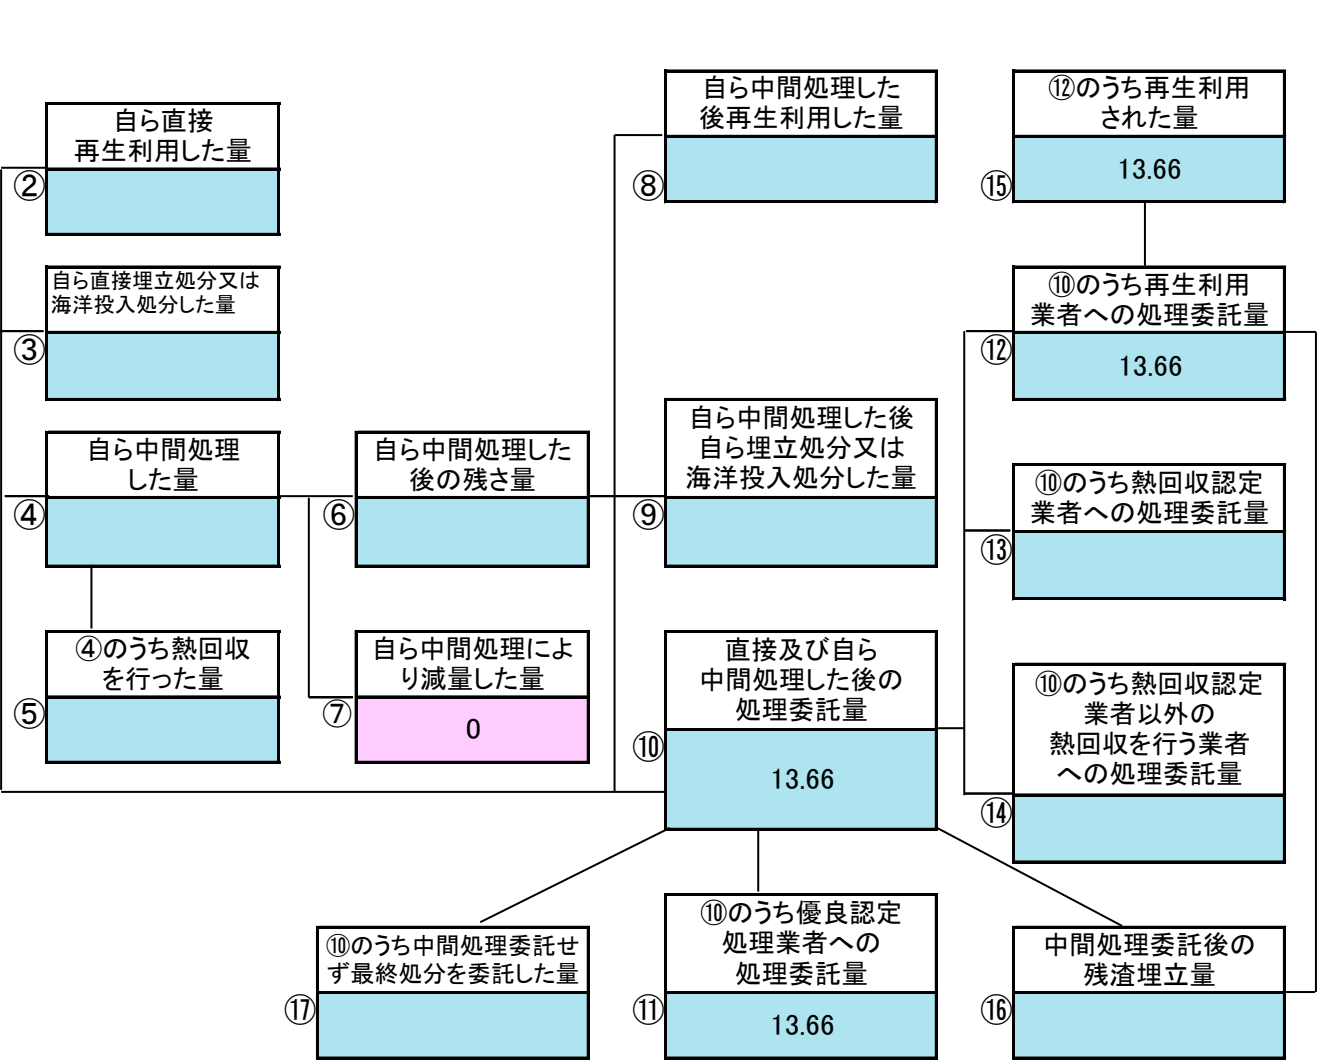 自ら直接
再生利用した量
②
自ら直接埋立処分又は
海洋投入処分した量
③
自ら中間処理
した量
④
④のうち熱回収
を行った量
⑤
自ら中間処理した
後の残さ量
⑥
自ら中間処理によ
り減量した量
⑦
0
自ら中間処理した
後再生利用した量
⑧
自ら中間処理した後
自ら埋立処分又は
海洋投入処分した量
⑨
直接及び自ら
中間処理した後の
処理委託量
⑩
13.66
⑩のうち優良認定
処理業者への
処理委託量
⑪
13.66
⑫のうち再生利用
された量
⑮
13.66
⑩のうち再生利用
業者への処理委託量
⑫
13.66
⑩のうち熱回収認定
業者への処理委託量
⑬
⑩のうち熱回収認定
業者以外の
熱回収を行う業者
への処理委託量
⑭
中間処理委託後の
残渣埋立量
⑯
⑩のうち中間処理委託せ
ず最終処分を委託した量
⑰